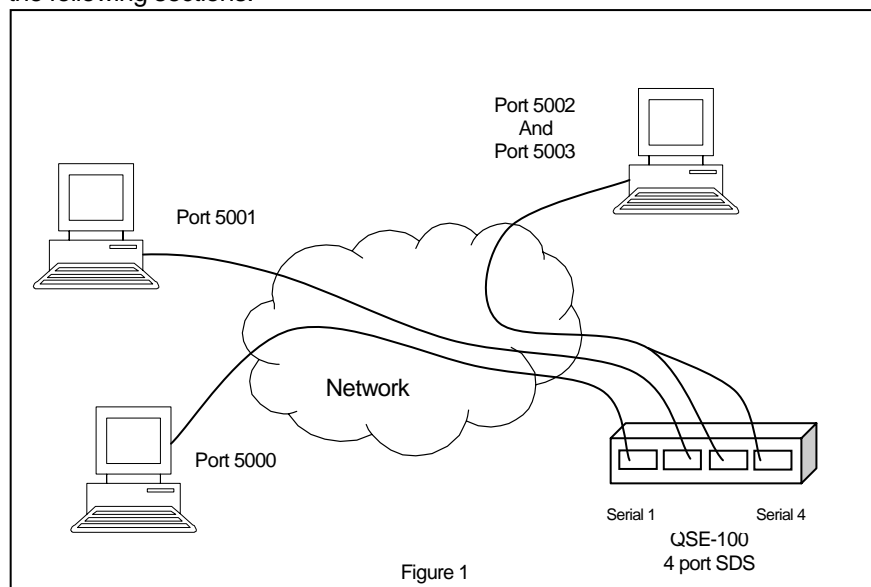 the following sections.
Port 5002
And
Port 5003
Port 5001
Network
Port 5000
Serial 1
Serial 4
QSE-100
4 port SDS
Figure 1